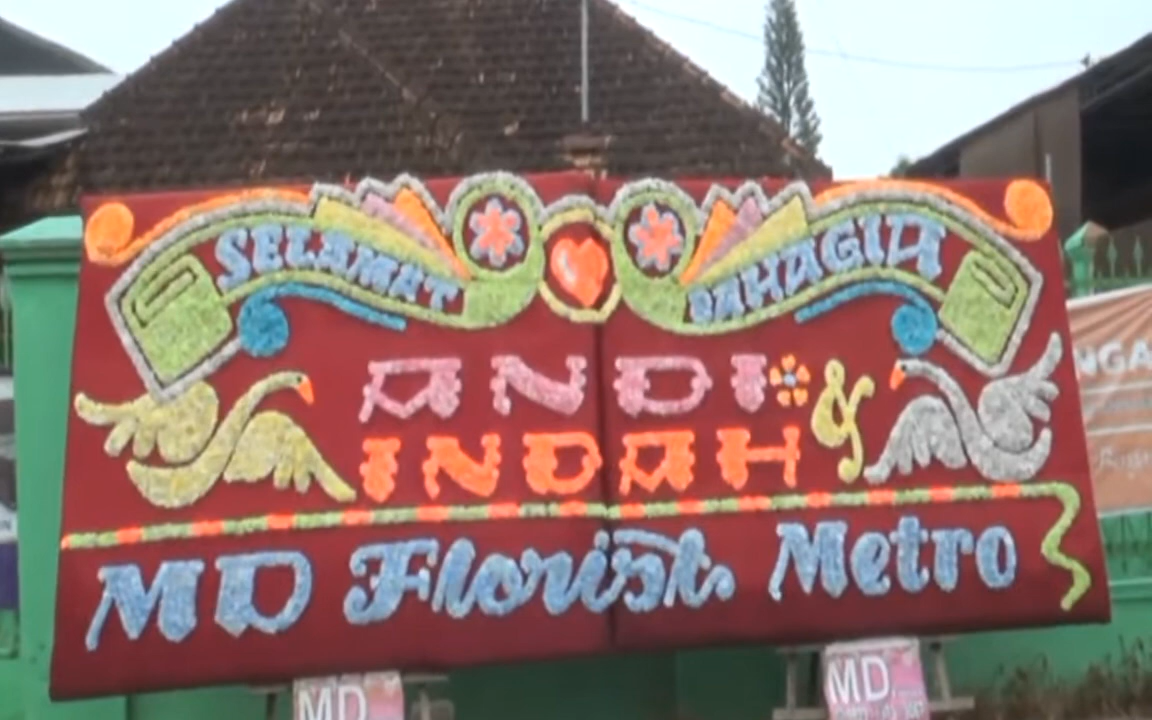 SELAMAT BAHAGIA
ANDI &
INDAH
MD Florist. Metro
MD
MD